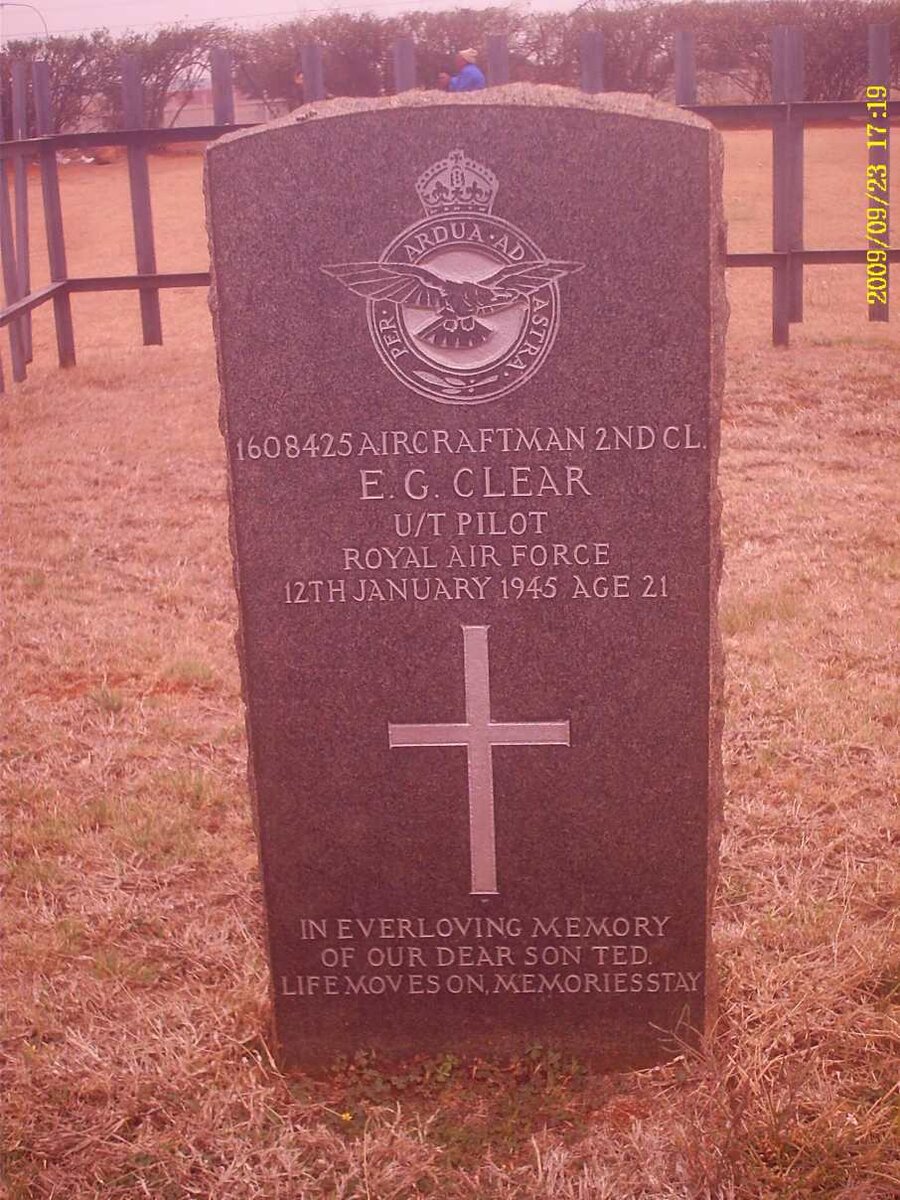 PER · ARDUA · AD ASTRA ·
1608425 AIRCRAFTMAN 2ND CL.
E. G. CLEAR
U/T PILOT
ROYAL AIR FORCE
12TH JANUARY 1945 AGE 21
IN EVERLOVING MEMORY
OF OUR DEAR SON TED.
LIFE MOVES ON, MEMORIES STAY
2009/09/23 17:19